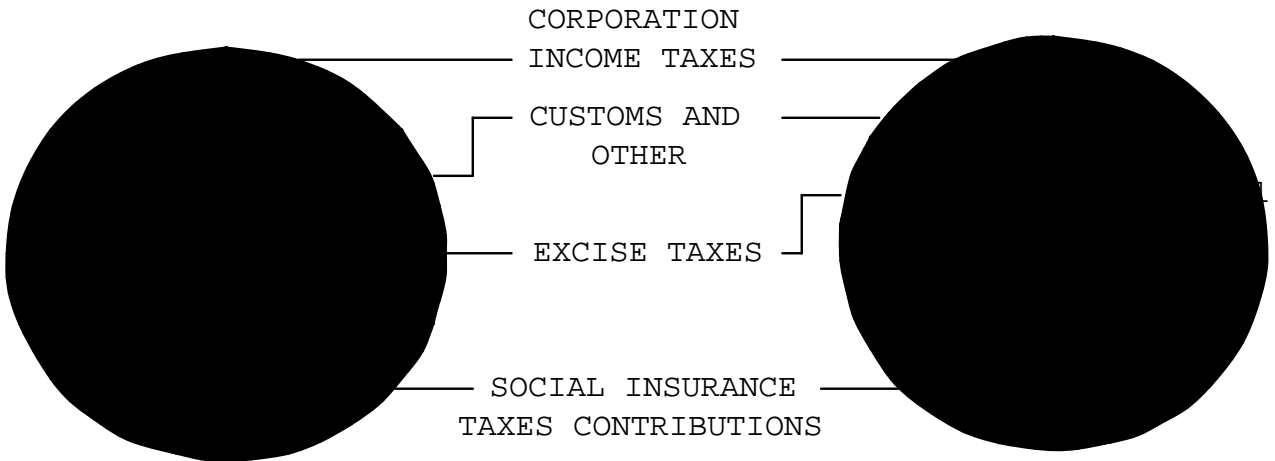 CORPORATION
INCOME TAXES
CUSTOMS AND
OTHER
EXCISE TAXES
SOCIAL INSURANCE
TAXES CONTRIBUTIONS